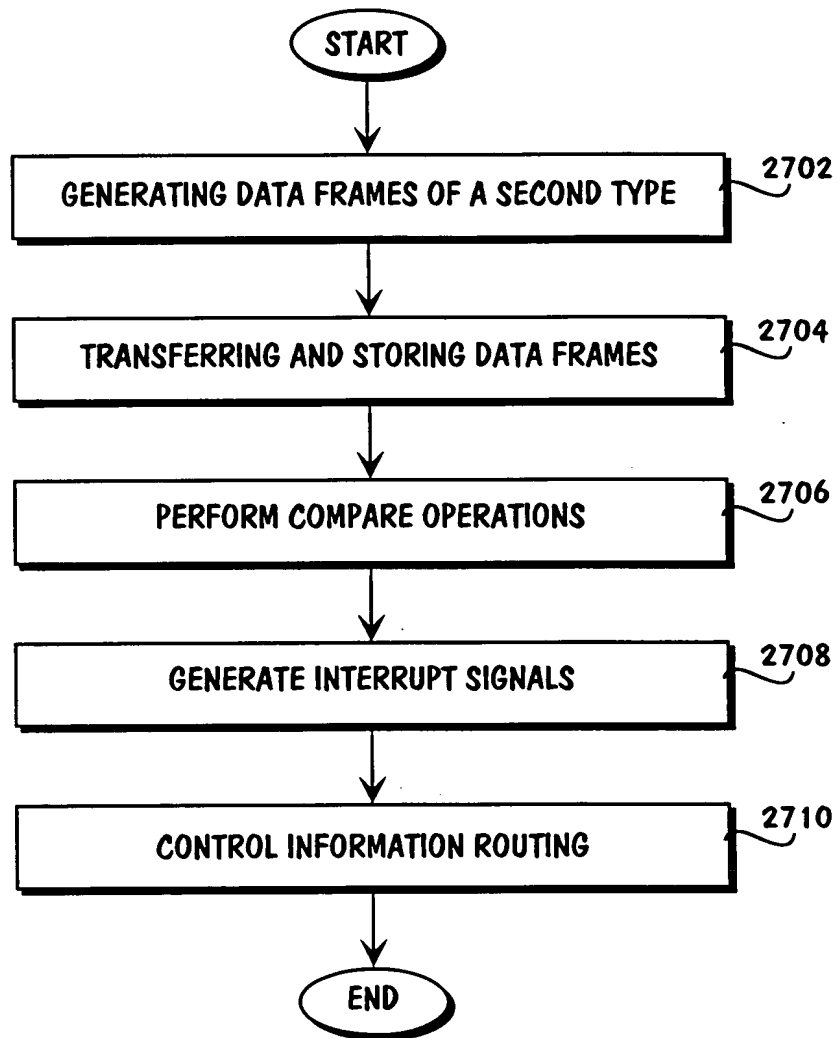 START
GENERATING DATA FRAMES OF A SECOND TYPE
2702
TRANSFERRING AND STORING DATA FRAMES
2704
PERFORM COMPARE OPERATIONS
2706
GENERATE INTERRUPT SIGNALS
2708
CONTROL INFORMATION ROUTING
2710
END